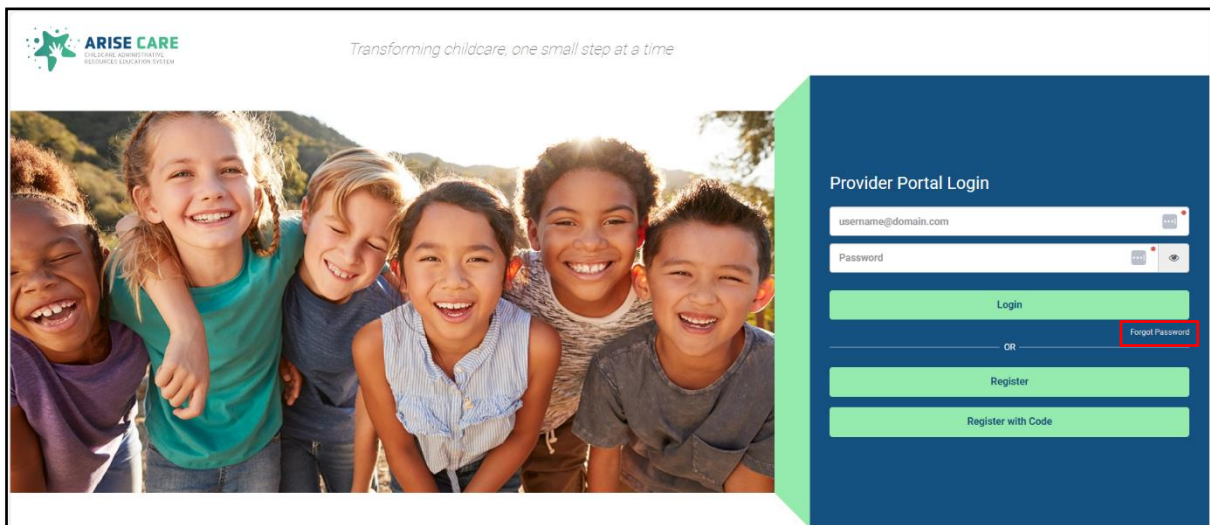 ARISE CARE
CHILDCARE ADMINISTRATIVE
RESOURCES EDUCATION SYSTEM
Transforming childcare, one small step at a time
Provider Portal Login
username@domain.com
Password
Login
Forgot Password
OR
Register
Register with Code